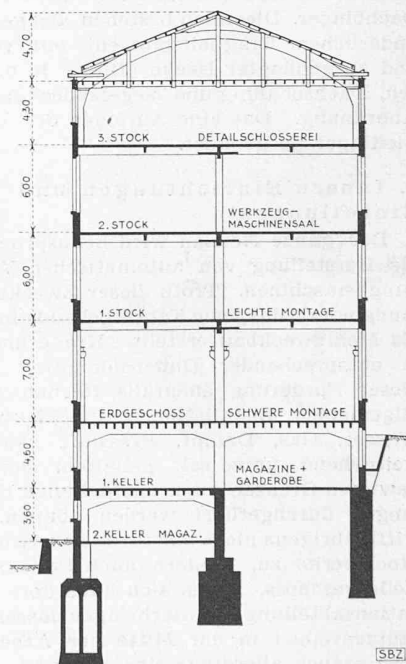 4,70
4,50
3. STOCK DETAILSCHLOSSEREI
6,00
2. STOCK WERKZEUG-
MASCHINENSAAL
6,00
1. STOCK LEICHTE MONTAGE
7,00
ERDGESCHOSS SCHWERE MONTAGE
4,60
1. KELLER MAGAZINE +
GARDEROBE
3,60
2. KELLER MAGAZ.
SBZ